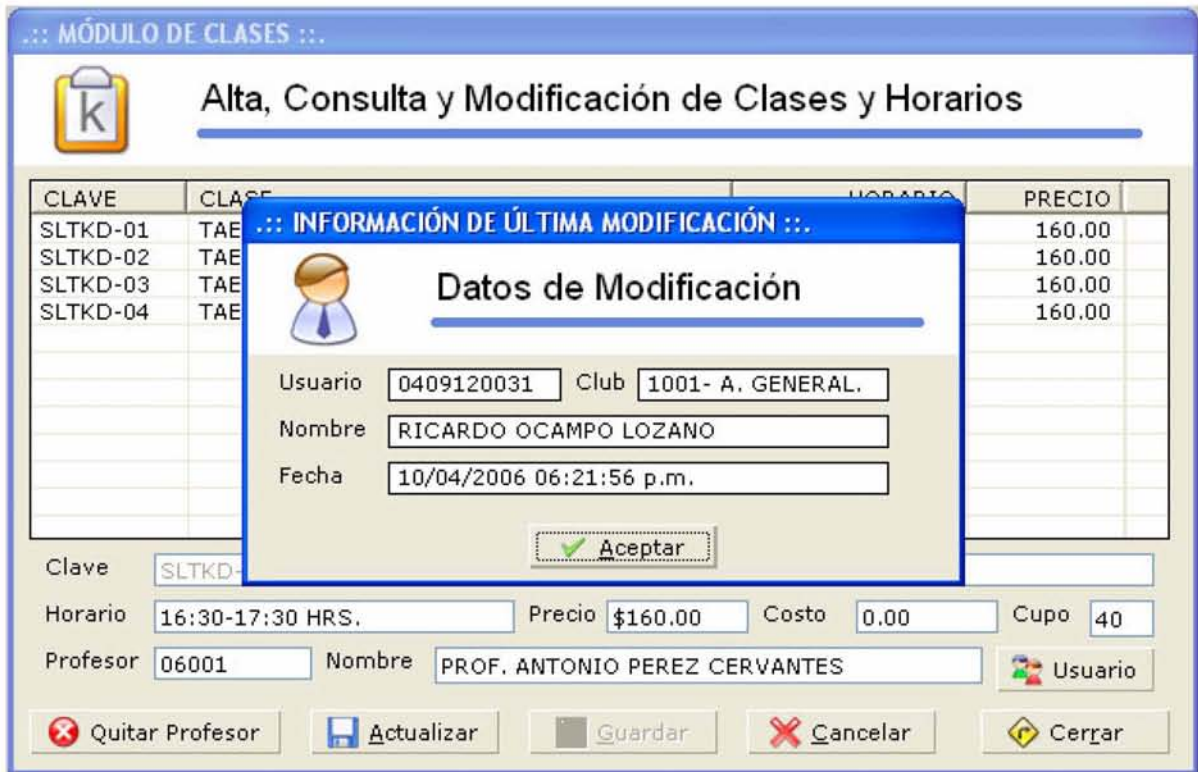 .:: MÓDULO DE CLASES ::.
Alta, Consulta y Modificación de Clases y Horarios
CLAVE CLASE HORARIO PRECIO
SLTKD-01 TAE 160.00
SLTKD-02 TAE 160.00
SLTKD-03 TAE 160.00
SLTKD-04 TAE 160.00
.:: INFORMACIÓN DE ÚLTIMA MODIFICACIÓN ::.
Datos de Modificación
Usuario 0409120031 Club 1001- A. GENERAL.
Nombre RICARDO OCAMPO LOZANO
Fecha 10/04/2006 06:21:56 p.m.
Aceptar
Clave SLTKD-
Horario 16:30-17:30 HRS. Precio $160.00 Costo 0.00 Cupo 40
Profesor 06001 Nombre PROF. ANTONIO PEREZ CERVANTES Usuario
Quitar Profesor Actualizar Guardar Cancelar Cerrar